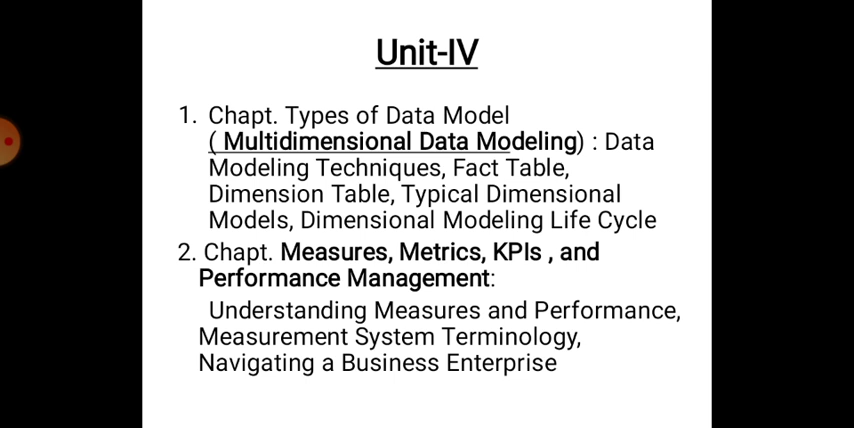 Unit-IV
1. Chapt. Types of Data Model
( Multidimensional Data Modeling) : Data
Modeling Techniques, Fact Table,
Dimension Table, Typical Dimensional
Models, Dimensional Modeling Life Cycle
2. Chapt. Measures, Metrics, KPIs , and
Performance Management:
Understanding Measures and Performance,
Measurement System Terminology,
Navigating a Business Enterprise